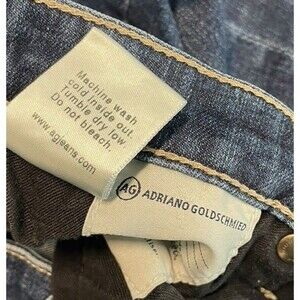 Machine wash
cold inside out.
Tumble dry low
Do not bleach.
www.agjeans.com
AG ADRIANO GOLDSCHMIED